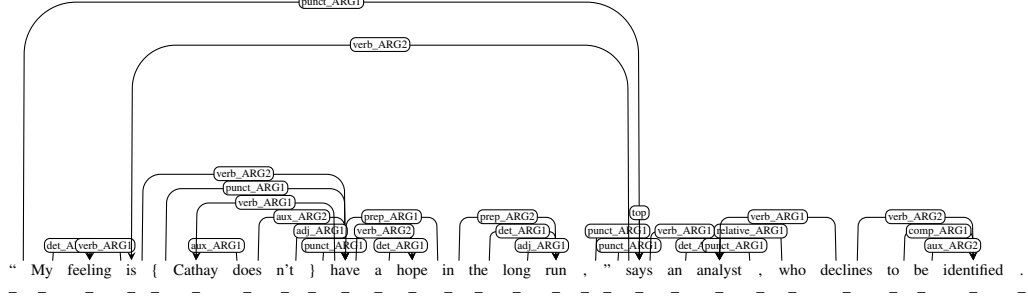 punct_ARG1
verb_ARG2
verb_ARG2
punct_ARG1
verb_ARG1
aux_ARG2 prep_ARG1 prep_ARG2 top verb_ARG1 verb_ARG2
adj_ARG1 verb_ARG2 det_ARG1 punct_ARG1 verb_ARG1 relative_ARG1 comp_ARG1
det_A verb_ARG1 aux_ARG1 punct_ARG1 det_ARG1 adj_ARG1 punct_ARG1 det_A punct_ARG1 aux_ARG2
“ My feeling is { Cathay does n’t } have a hope in the long run , ” says an analyst , who declines to be identified .
_ _ _ _ _ _ _ _ _ _ _ _ _ _ _ _ _ _ _ _ _ _ _ _ _ _ _ _